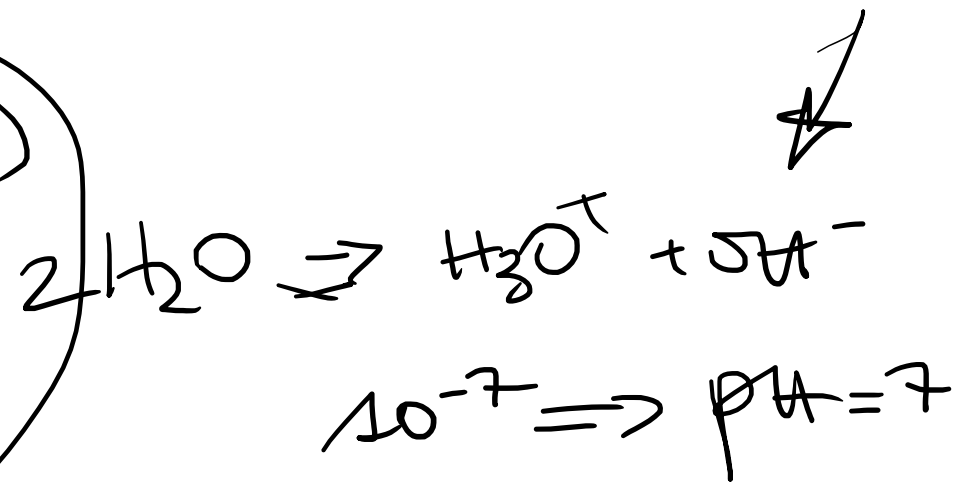 2H₂O ⇌ H₃O⁺ + OH⁻
10⁻⁷ ⇒ pH = 7